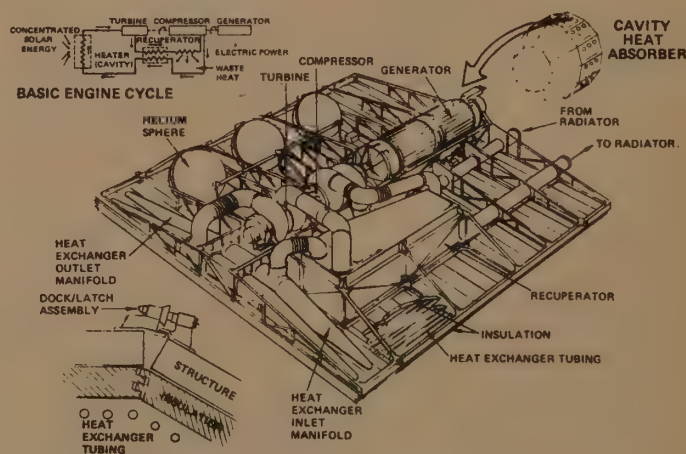 TURBINE COMPRESSOR GENERATOR
CONCENTRATED
SOLAR
ENERGY
RECUPERATOR
HEATER
(CAVITY)
ELECTRIC POWER
WASTE
HEAT
BASIC ENGINE CYCLE
CAVITY
HEAT
ABSORBER
COMPRESSOR
TURBINE
GENERATOR
HELIUM
SPHERE
FROM
RADIATOR
TO RADIATOR.
HEAT
EXCHANGER
OUTLET
MANIFOLD
DOCK/LATCH
ASSEMBLY
RECUPERATOR
INSULATION
HEAT EXCHANGER TUBING
STRUCTURE
INSULATION
HEAT
EXCHANGER
INLET
MANIFOLD
HEAT
EXCHANGER
TUBING